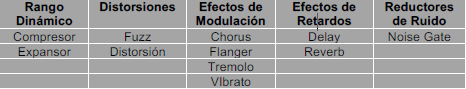 Rango Dinámico Distorsiones Efectos de Modulación Efectos de Retardos Reductores de Ruido
Compresor Fuzz Chorus Delay Noise Gate
Expansor Distorsión Flanger Reverb
Tremolo
VIbrato